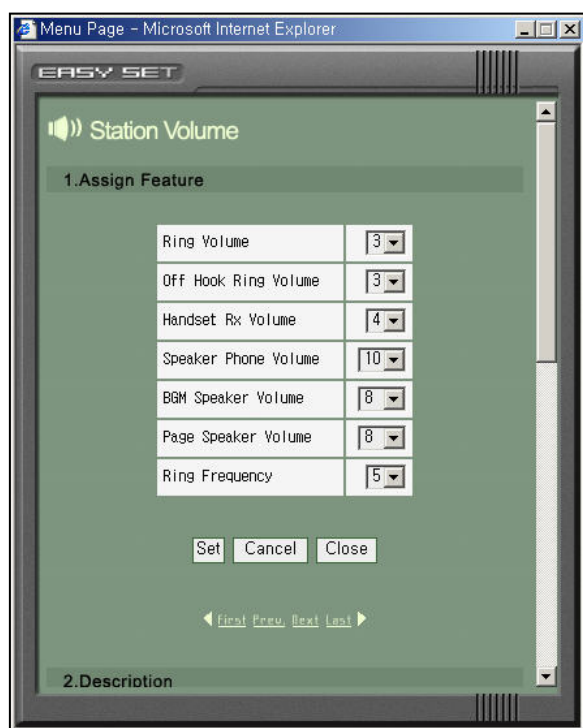 Menu Page - Microsoft Internet Explorer
EASY SET
Station Volume
1.Assign Feature
Ring Volume 3
Off Hook Ring Volume 3
Handset Rx Volume 4
Speaker Phone Volume 10
BGM Speaker Volume 8
Page Speaker Volume 8
Ring Frequency 5
Set Cancel Close
First Prev. Next Last
2.Description